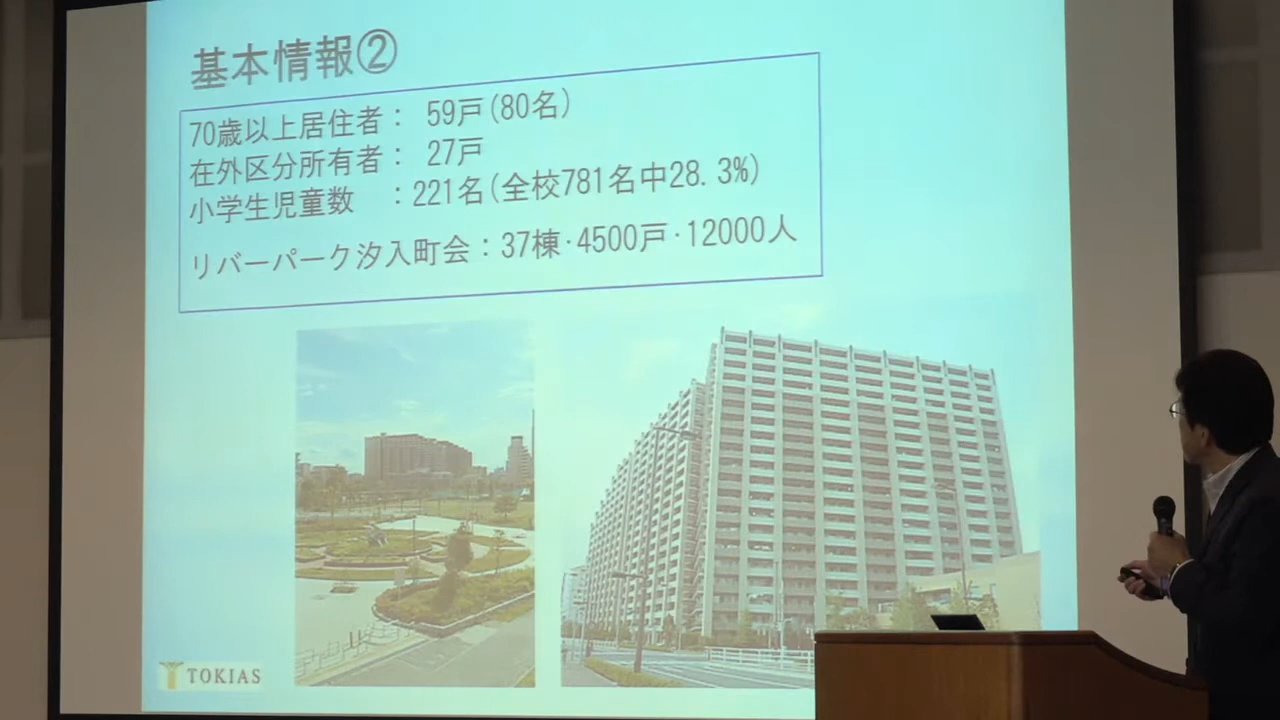 基本情報②
70歳以上居住者： 59戸(80名)
在外区分所有者： 27戸
小学生児童数　：221名(全校781名中28.3%)
リバーパーク汐入町会：37棟･4500戸･12000人
TOKIAS